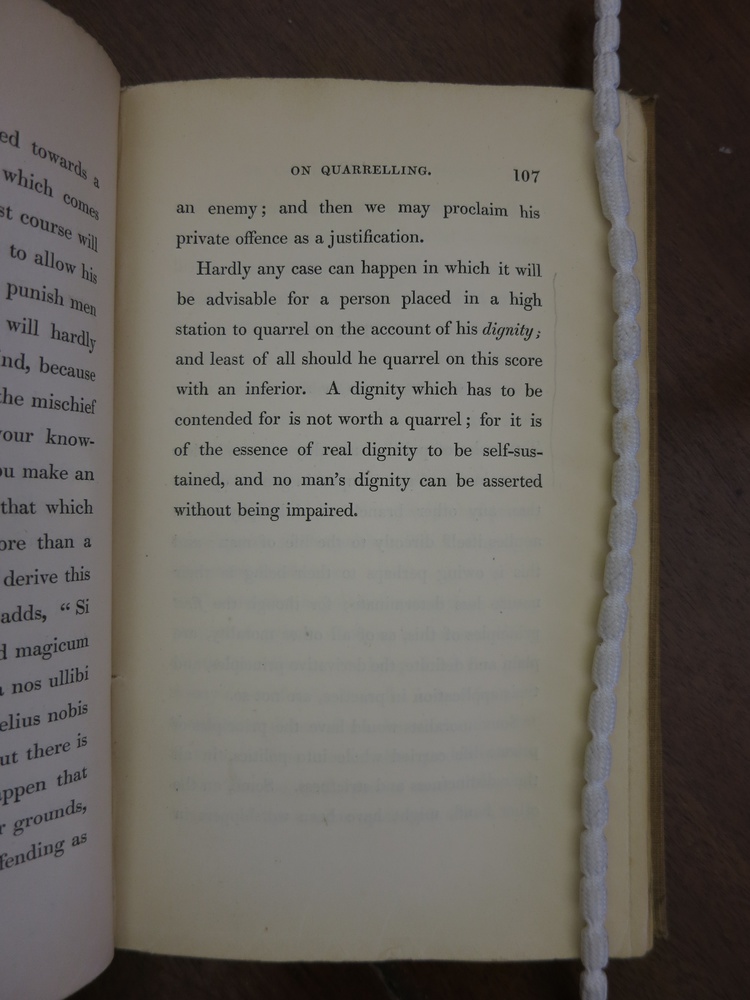 ed towards a
which comes
st course will
to allow his
punish men
will hardly
nd, because
the mischief
your know-
ou make an
that which
ore than a
derive this
adds, “ Si
d magicum
a nos ullibi
elius nobis
ut there is
appen that
r grounds,
fending as
ON QUARRELLING. 107
an enemy; and then we may proclaim his
private offence as a justification.
Hardly any case can happen in which it will
be advisable for a person placed in a high
station to quarrel on the account of his dignity;
and least of all should he quarrel on this score
with an inferior. A dignity which has to be
contended for is not worth a quarrel; for it is
of the essence of real dignity to be self-sus-
tained, and no man’s dignity can be asserted
without being impaired.